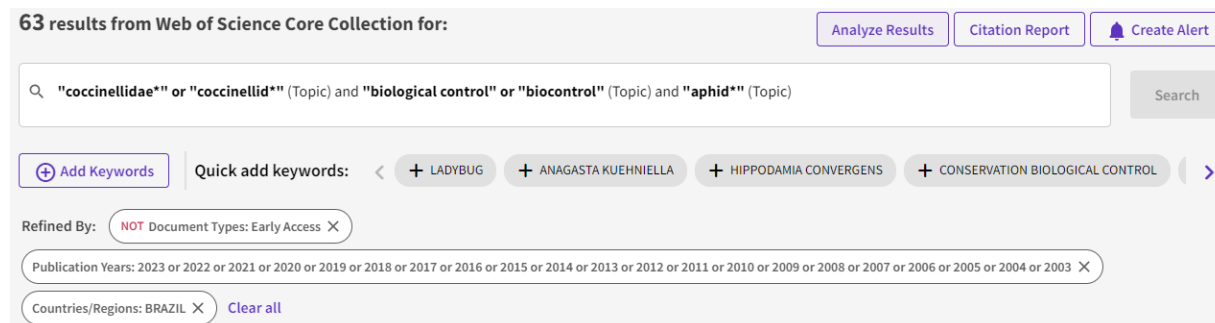 63 results from Web of Science Core Collection for:
Analyze Results
Citation Report
Create Alert
"coccinellidae*" or "coccinellid*" (Topic) and "biological control" or "biocontrol" (Topic) and "aphid*" (Topic)
Search
Add Keywords
Quick add keywords:
+ LADYBUG
+ ANAGASTA KUEHNIELLA
+ HIPPODAMIA CONVERGENS
+ CONSERVATION BIOLOGICAL CONTROL
Refined By:
NOT Document Types: Early Access
Publication Years: 2023 or 2022 or 2021 or 2020 or 2019 or 2018 or 2017 or 2016 or 2015 or 2014 or 2013 or 2012 or 2011 or 2010 or 2009 or 2008 or 2007 or 2006 or 2005 or 2004 or 2003
Countries/Regions: BRAZIL
Clear all